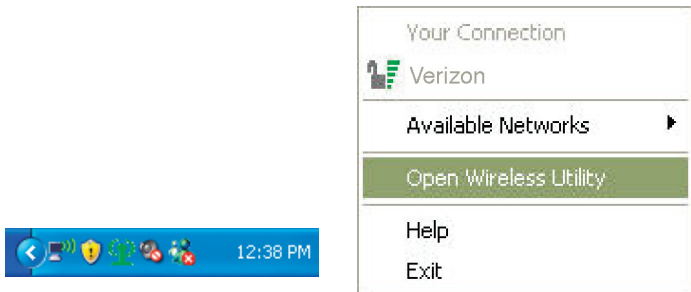 Your Connection
Verizon
Available Networks
Open Wireless Utility
Help
Exit
12:38 PM